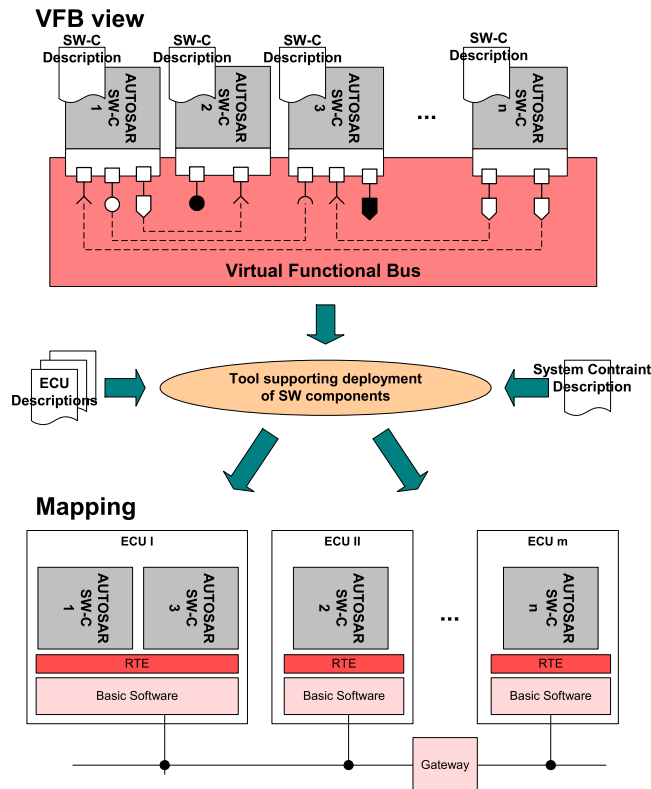 VFB view
SW-C
Description
SW-C
Description
SW-C
Description
SW-C
Description
AUTOSAR
SW-C
1
AUTOSAR
SW-C
2
AUTOSAR
SW-C
3
...
AUTOSAR
SW-C
n
Virtual Functional Bus
ECU
Descriptions
Tool supporting deployment
of SW components
System Contraint
Description
Mapping
ECU I
ECU II
ECU m
AUTOSAR
SW-C
1
AUTOSAR
SW-C
3
AUTOSAR
SW-C
2
...
AUTOSAR
SW-C
n
RTE
RTE
RTE
Basic Software
Basic Software
Basic Software
Gateway